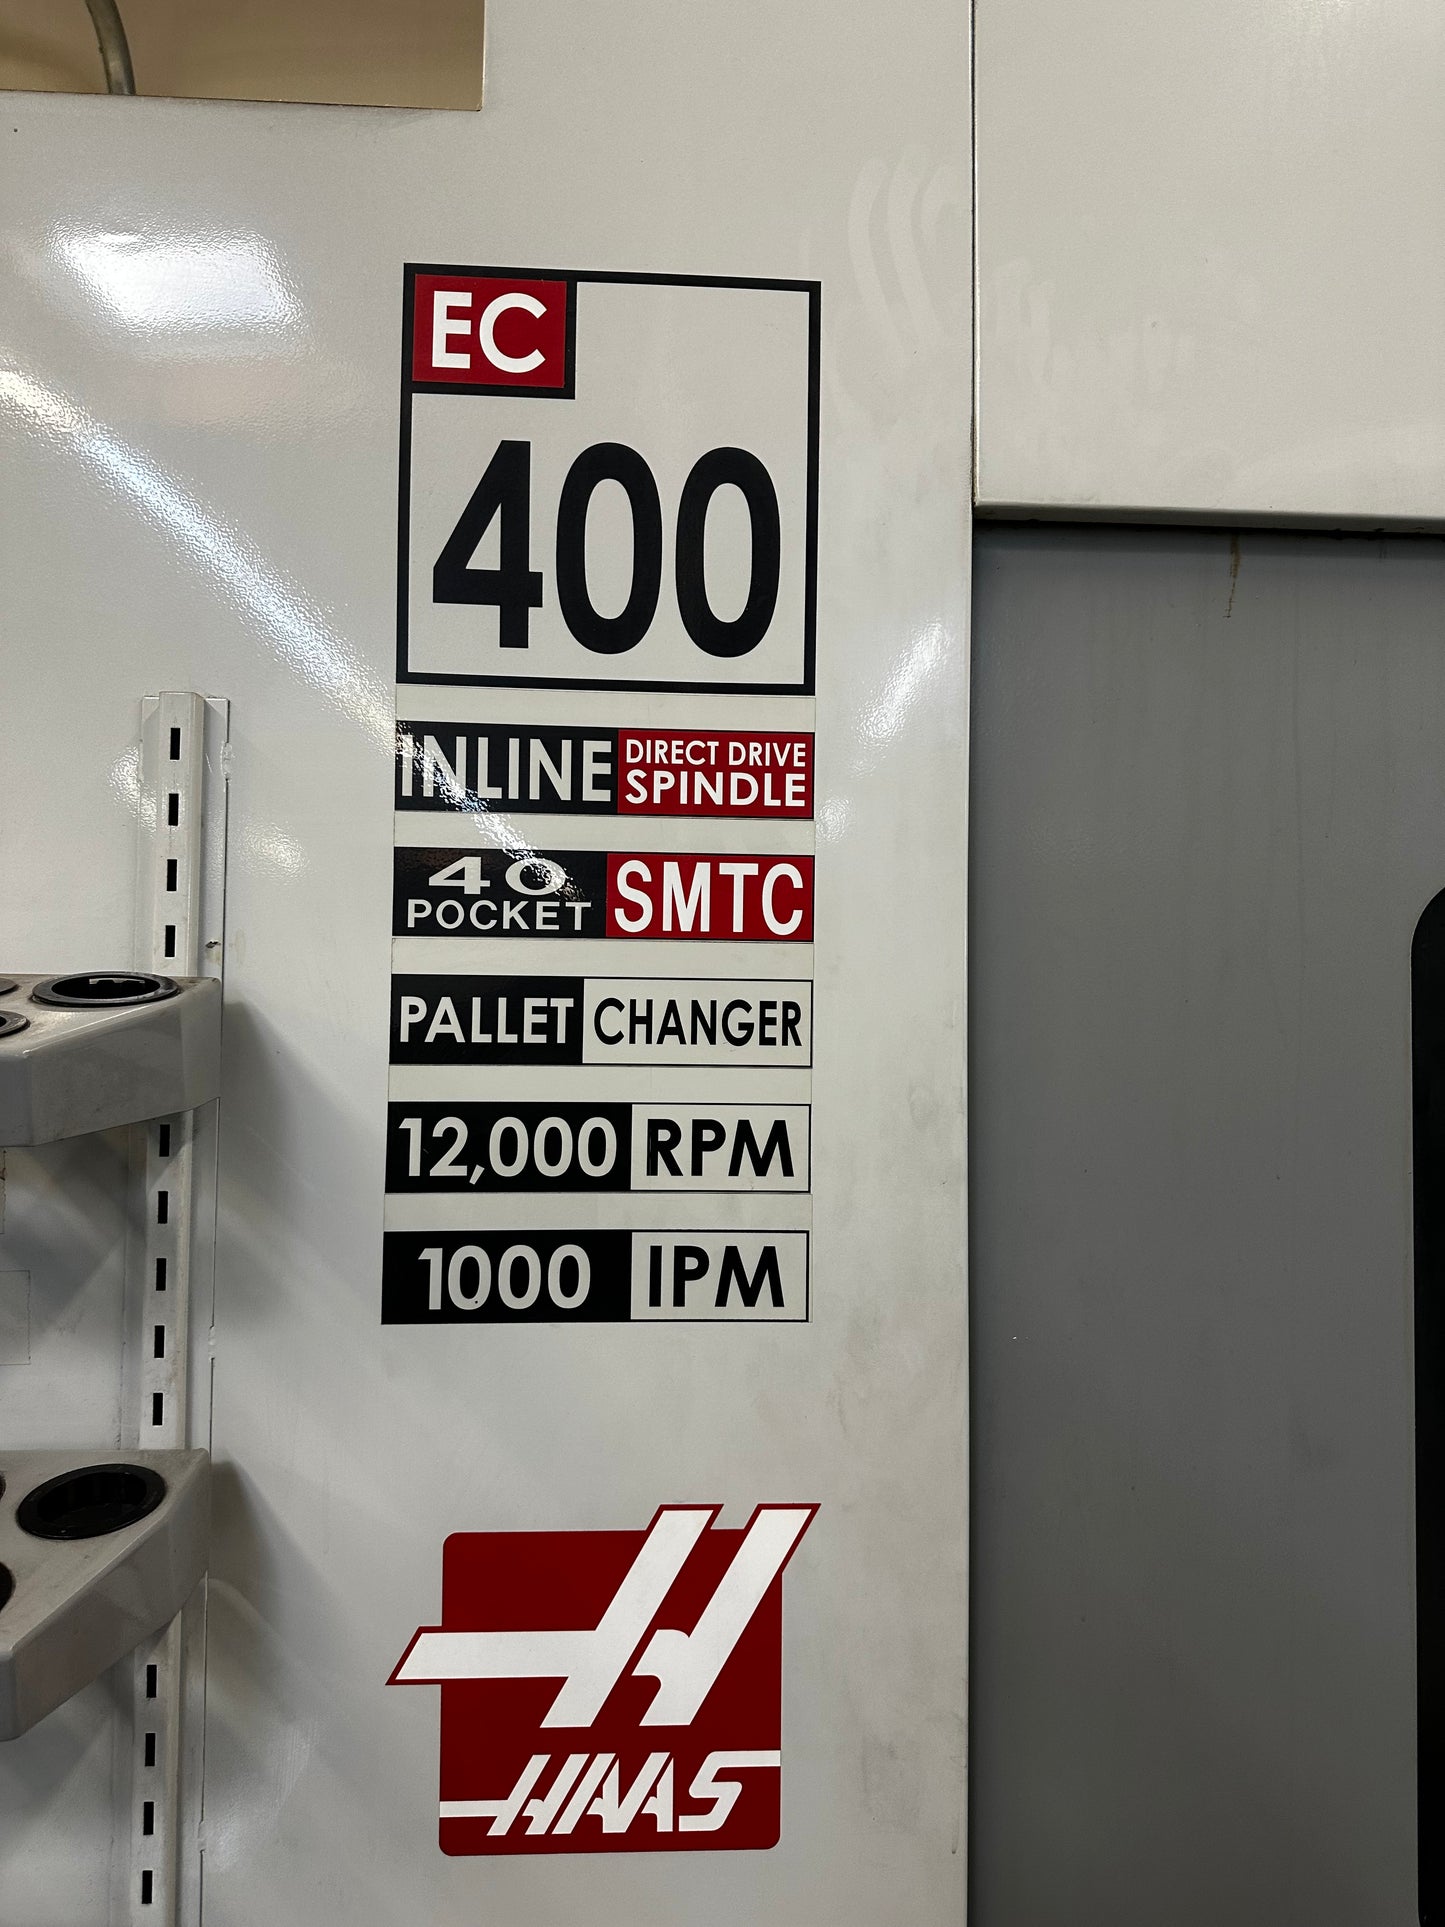 EC
400
INLINE DIRECT DRIVE
SPINDLE
40
POCKET SMTC
PALLET CHANGER
12,000 RPM
1000 IPM
HAAS